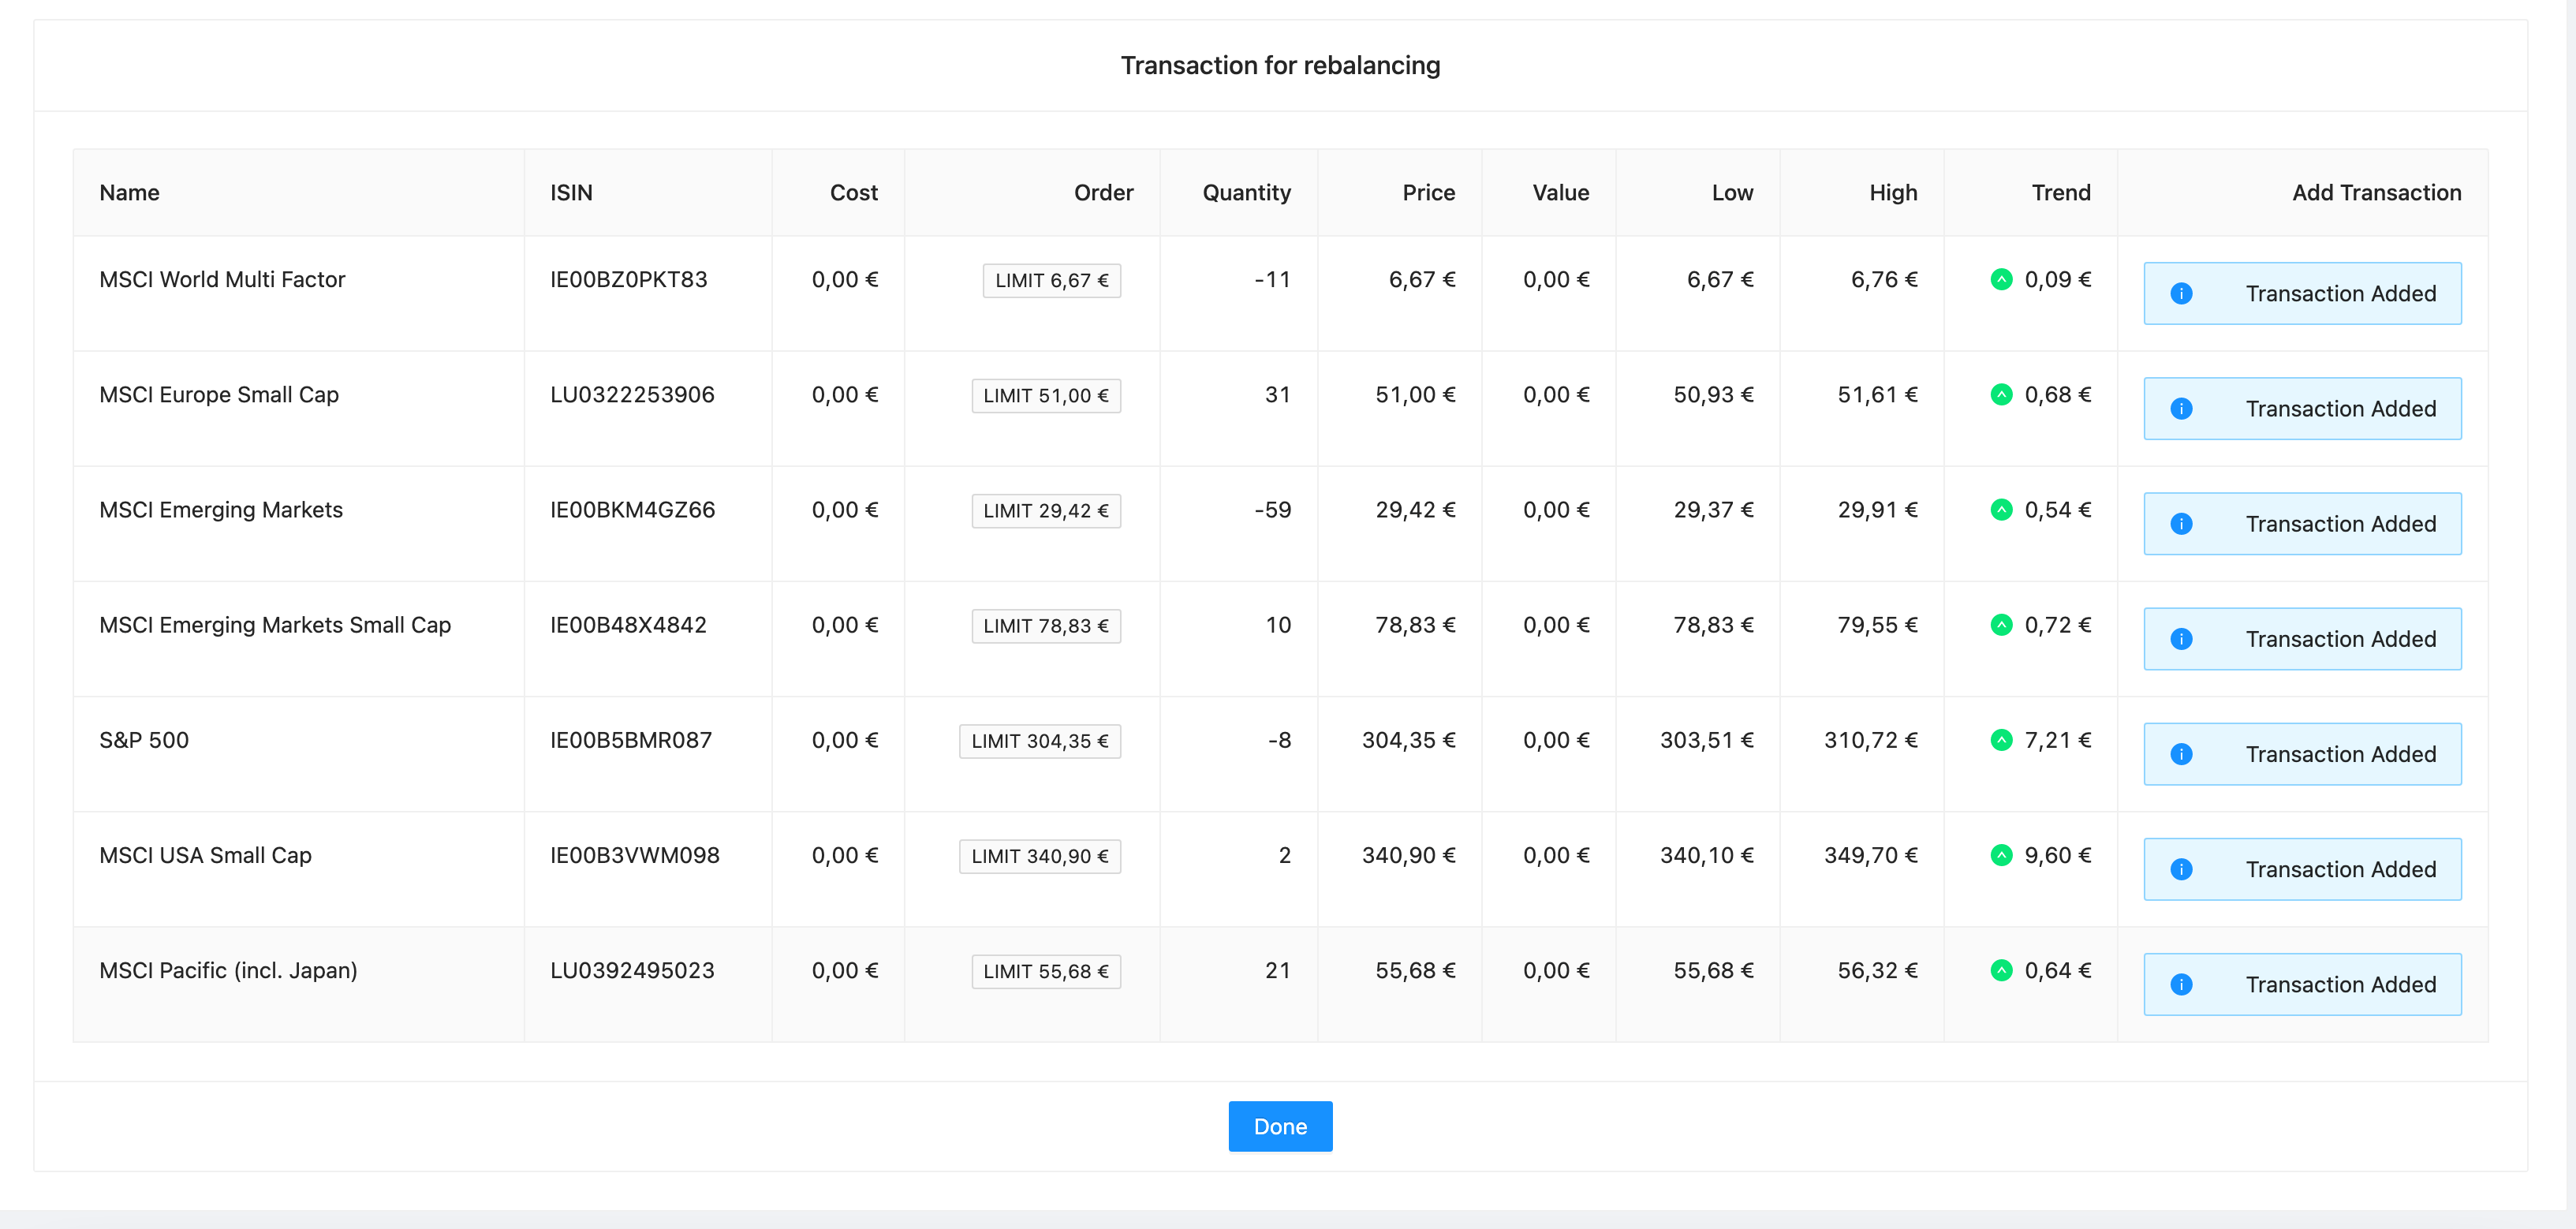 Transaction for rebalancing
Name ISIN Cost Order Quantity Price Value Low High Trend Add Transaction
MSCI World Multi Factor IE00BZ0PKT83 0,00 € LIMIT 6,67 € -11 6,67 € 0,00 € 6,67 € 6,76 € 0,09 € Transaction Added
MSCI Europe Small Cap LU0322253906 0,00 € LIMIT 51,00 € 31 51,00 € 0,00 € 50,93 € 51,61 € 0,68 € Transaction Added
MSCI Emerging Markets IE00BKM4GZ66 0,00 € LIMIT 29,42 € -59 29,42 € 0,00 € 29,37 € 29,91 € 0,54 € Transaction Added
MSCI Emerging Markets Small Cap IE00B48X4842 0,00 € LIMIT 78,83 € 10 78,83 € 0,00 € 78,83 € 79,55 € 0,72 € Transaction Added
S&P 500 IE00B5BMR087 0,00 € LIMIT 304,35 € -8 304,35 € 0,00 € 303,51 € 310,72 € 7,21 € Transaction Added
MSCI USA Small Cap IE00B3VWM098 0,00 € LIMIT 340,90 € 2 340,90 € 0,00 € 340,10 € 349,70 € 9,60 € Transaction Added
MSCI Pacific (incl. Japan) LU0392495023 0,00 € LIMIT 55,68 € 21 55,68 € 0,00 € 55,68 € 56,32 € 0,64 € Transaction Added
Done